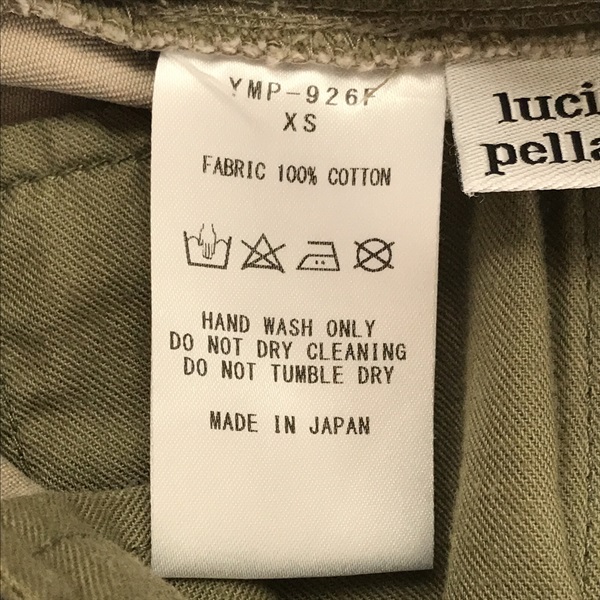 YMP-926F
XS
FABRIC 100% COTTON
HAND WASH ONLY
DO NOT DRY CLEANING
DO NOT TUMBLE DRY
MADE IN JAPAN
luci
pella